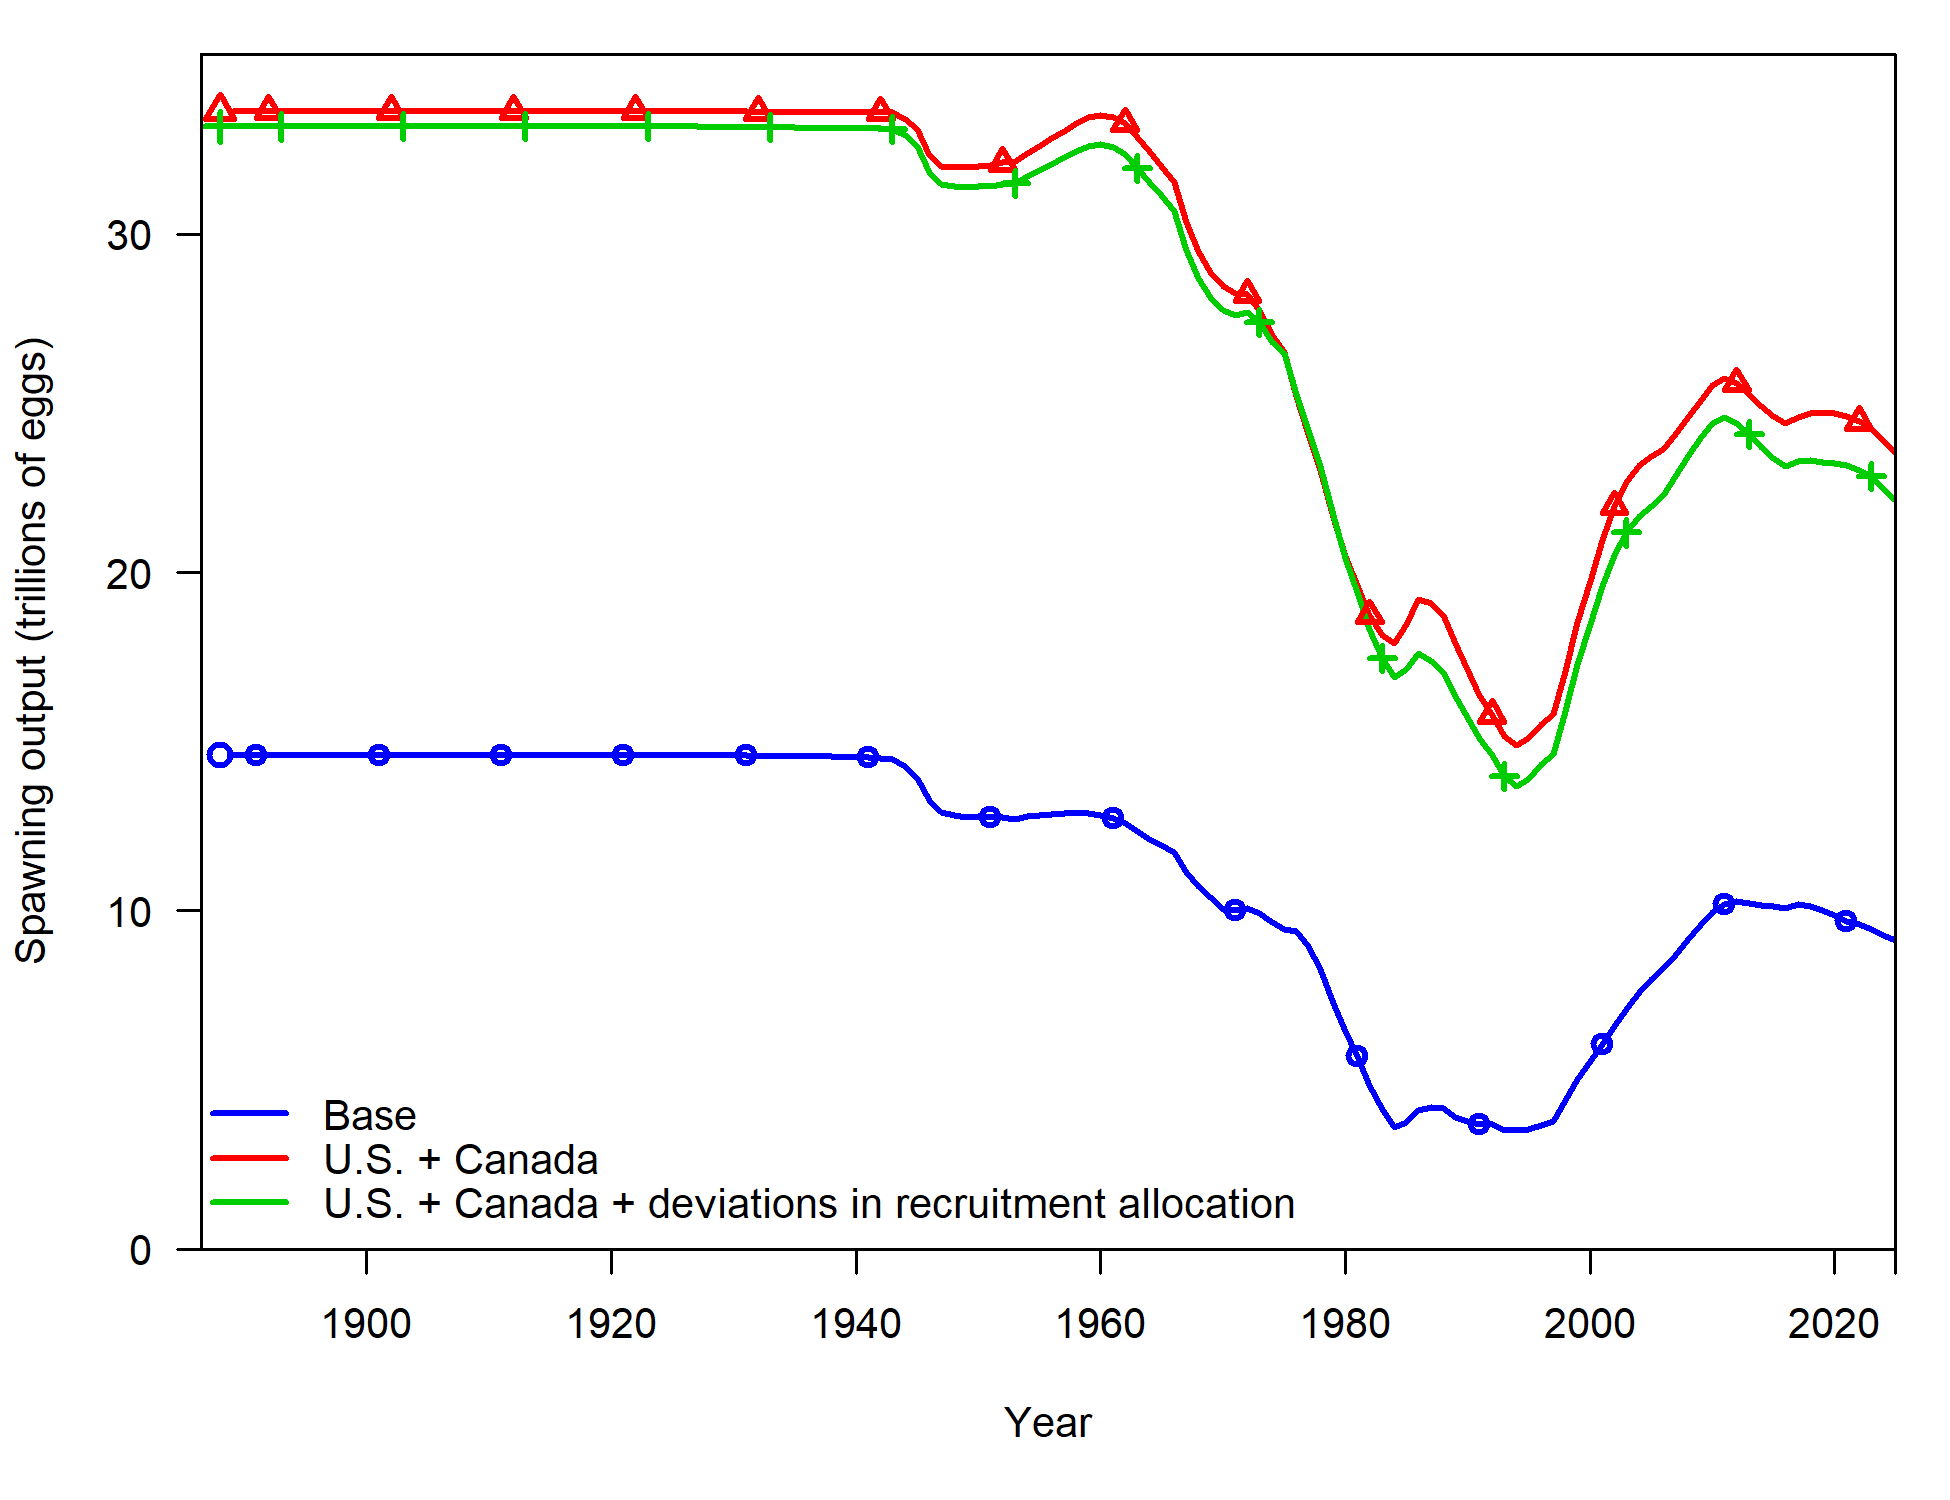 Spawning output (trillions of eggs)
30
20
10
0
Base
U.S. + Canada
U.S. + Canada + deviations in recruitment allocation
1900 1920 1940 1960 1980 2000 2020
Year